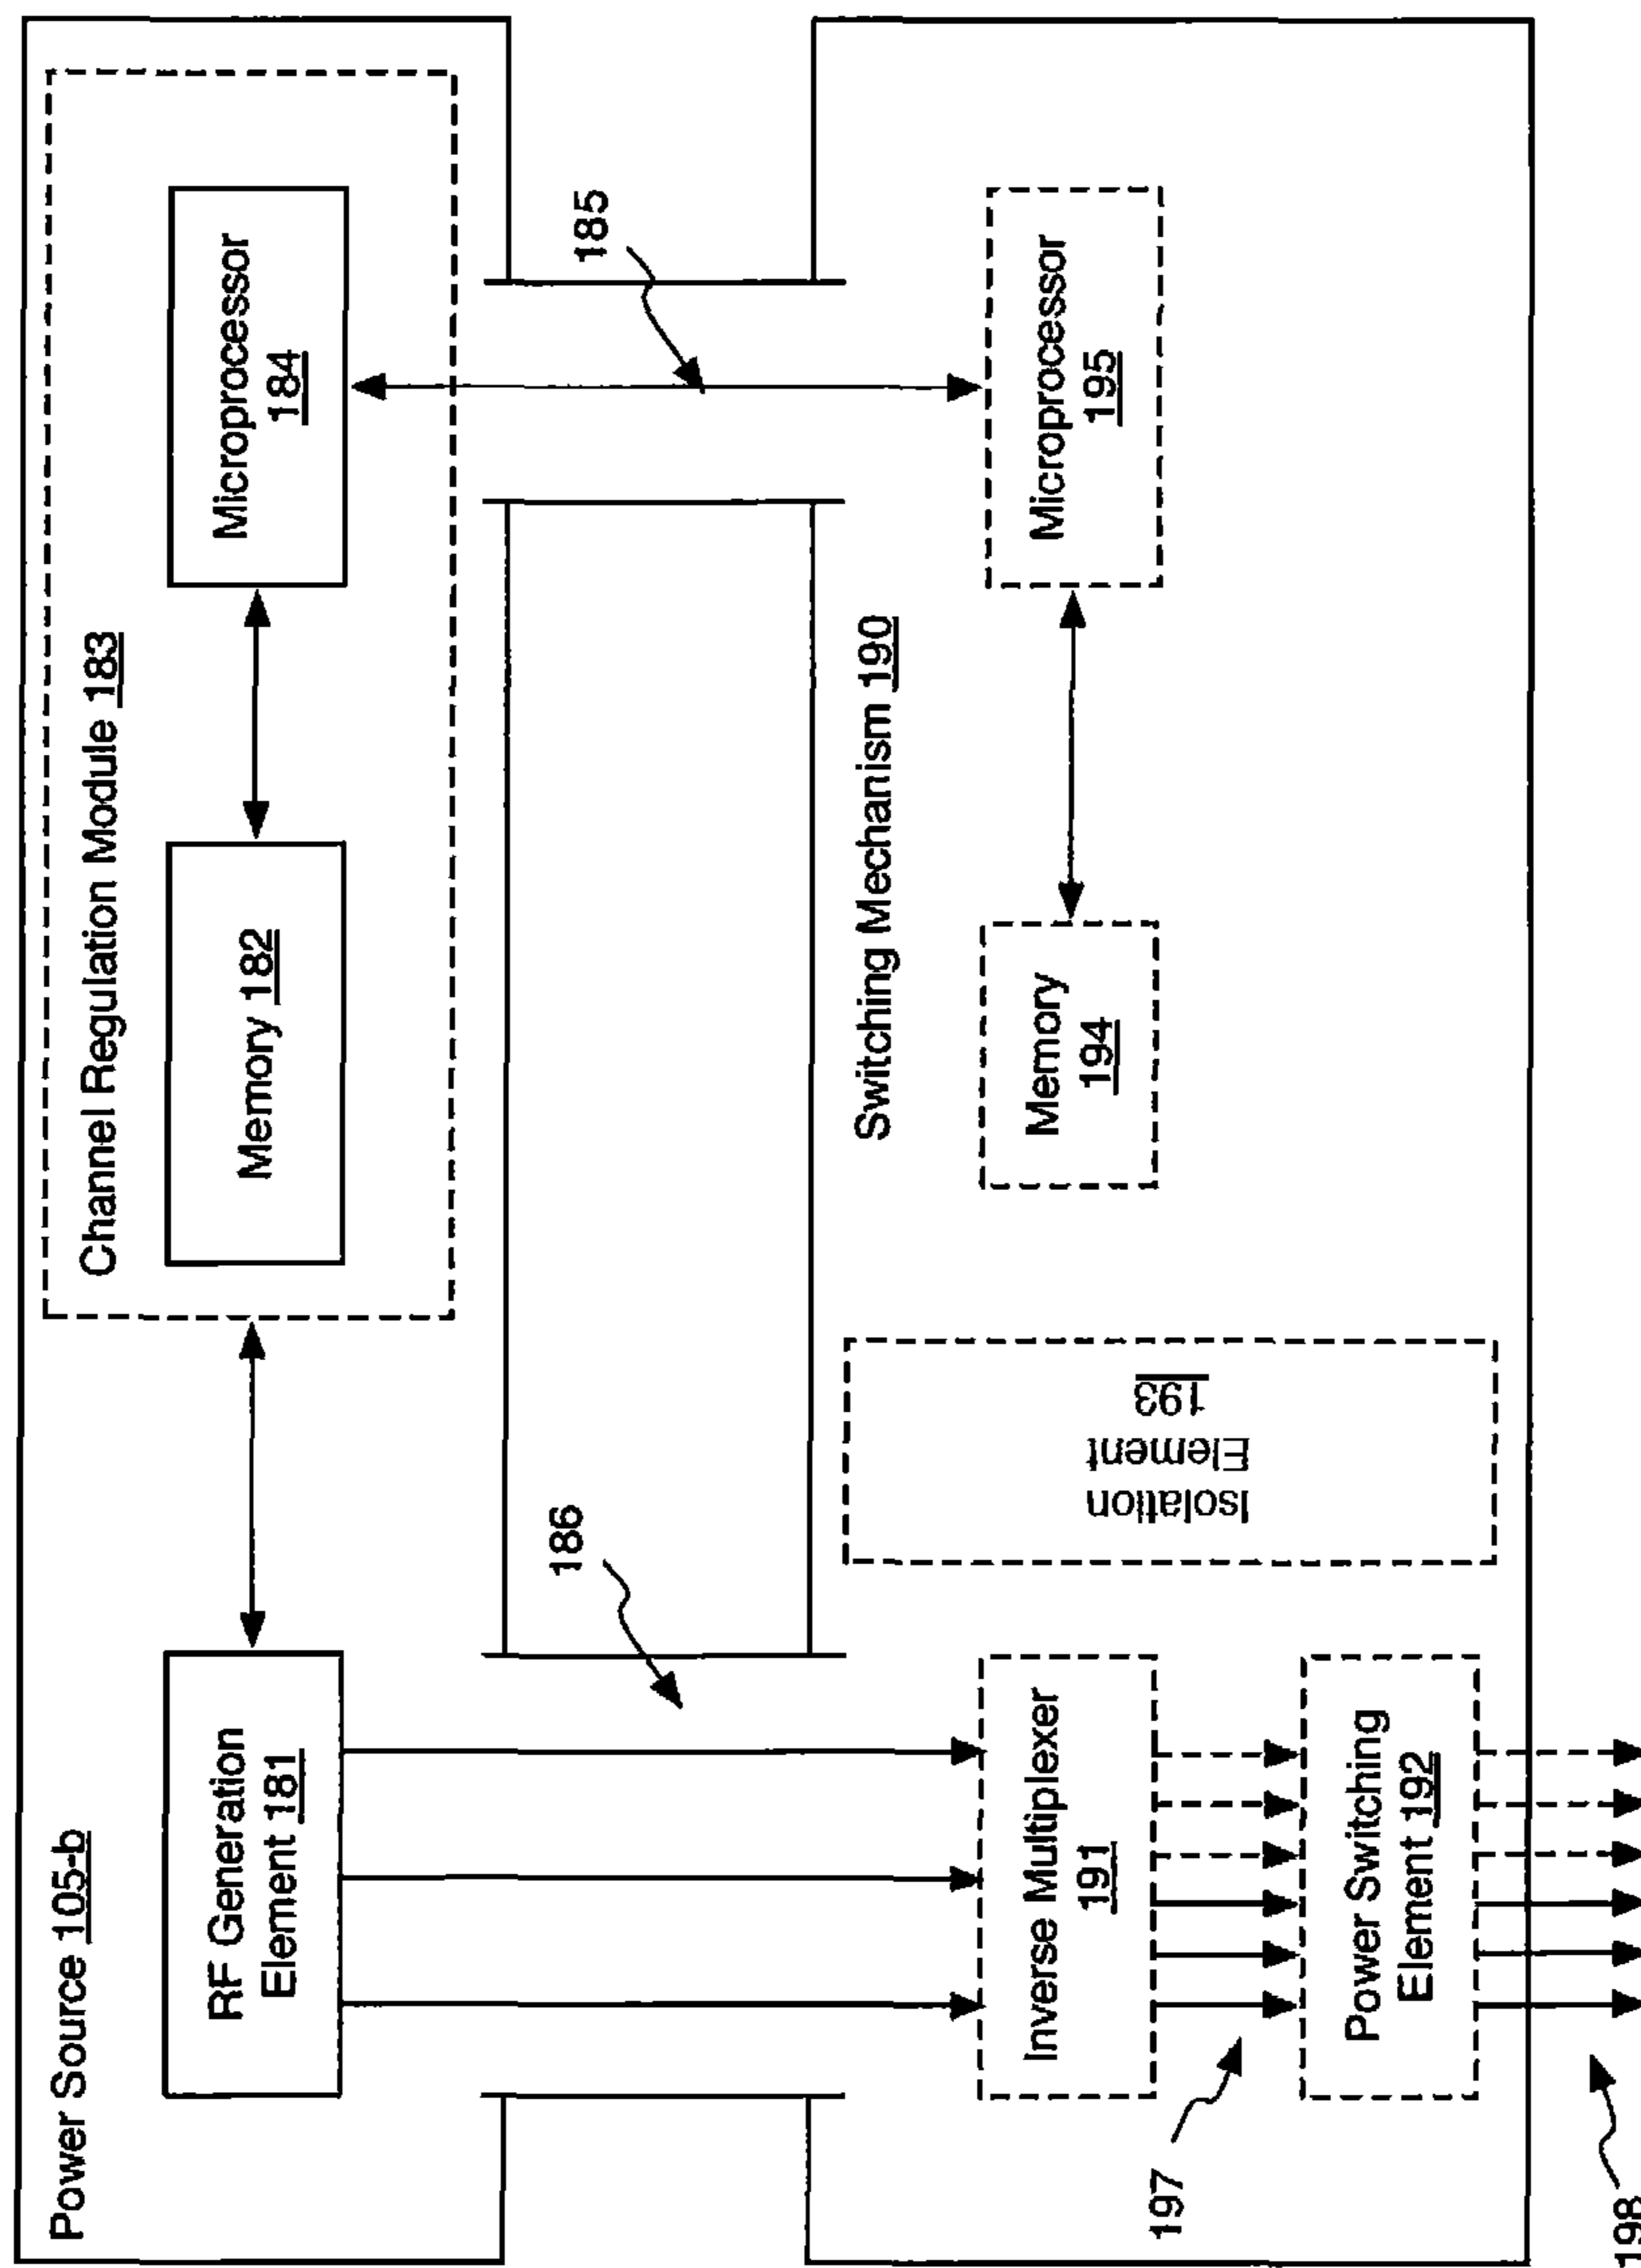 Power Source 105-b
Channel Regulation Module 183
RF Generation
Element 181
Memory 182
Microprocessor
184
186
185
Switching Mechanism 190
Inverse Multiplexer
191
Isolation
Element
193
Memory
194
Microprocessor
195
197
Power Switching
Element 192
198